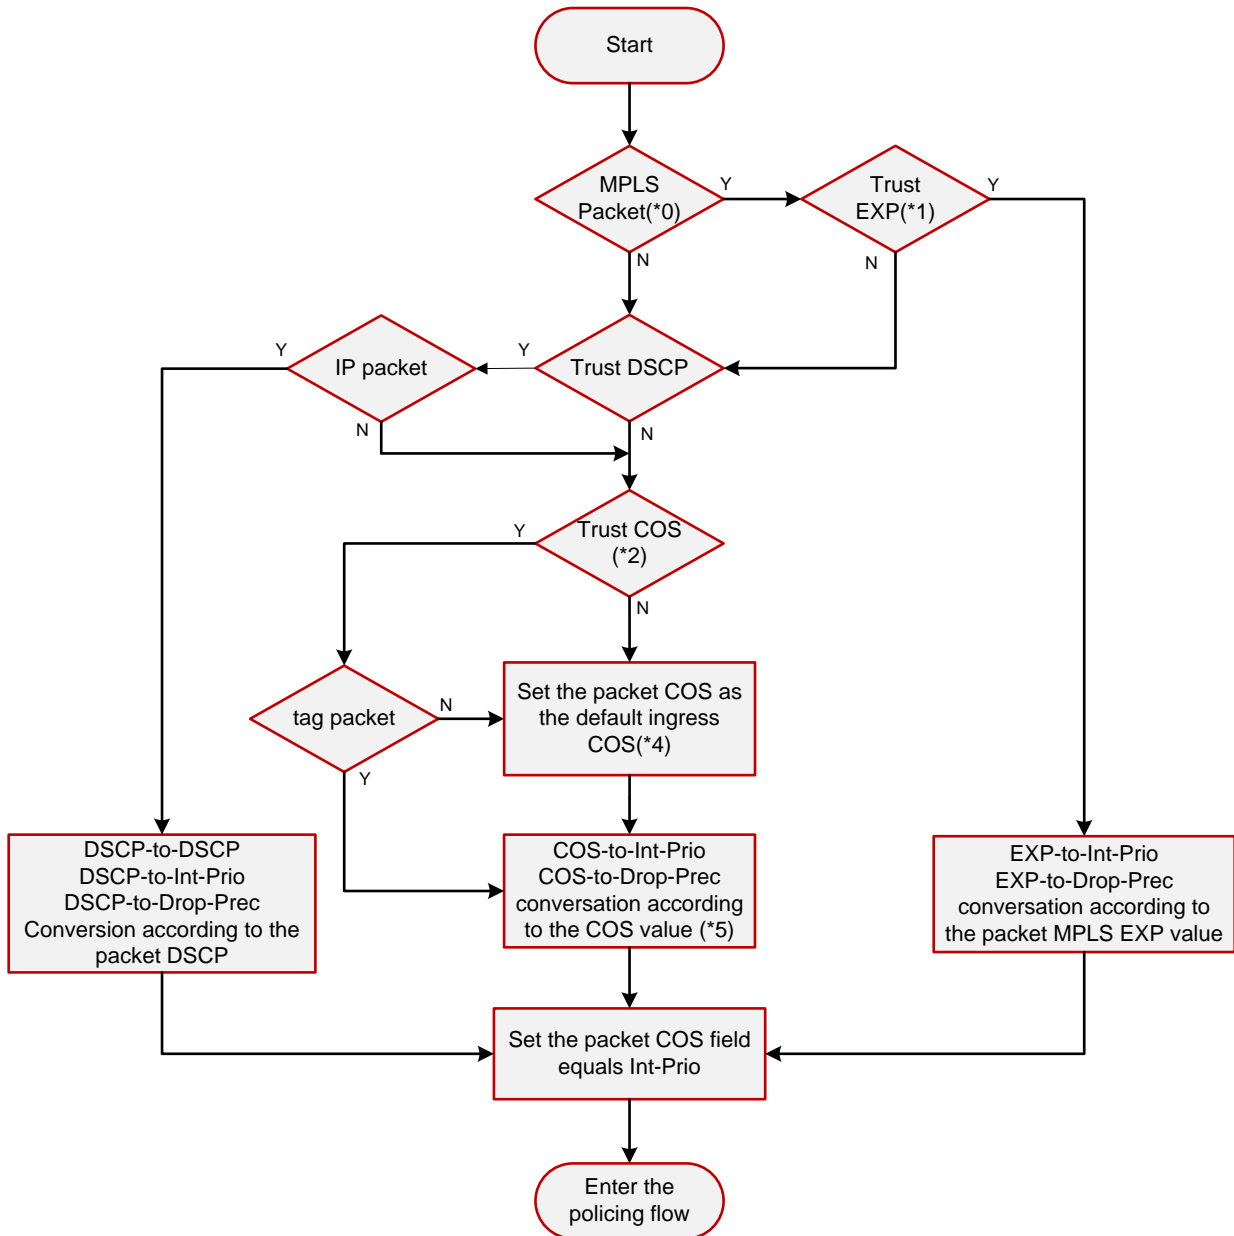 Start
MPLS
Packet(*0)
Y
Trust
EXP(*1)
Y
N
N
Y
IP packet
Y
Trust DSCP
N
N
Y
Trust COS
(*2)
N
tag packet
N
Set the packet COS as
the default ingress
COS(*4)
Y
DSCP-to-DSCP
DSCP-to-Int-Prio
DSCP-to-Drop-Prec
Conversion according to the
packet DSCP
COS-to-Int-Prio
COS-to-Drop-Prec
conversation according
to the COS value (*5)
EXP-to-Int-Prio
EXP-to-Drop-Prec
conversation according to
the packet MPLS EXP value
Set the packet COS field
equals Int-Prio
Enter the
policing flow